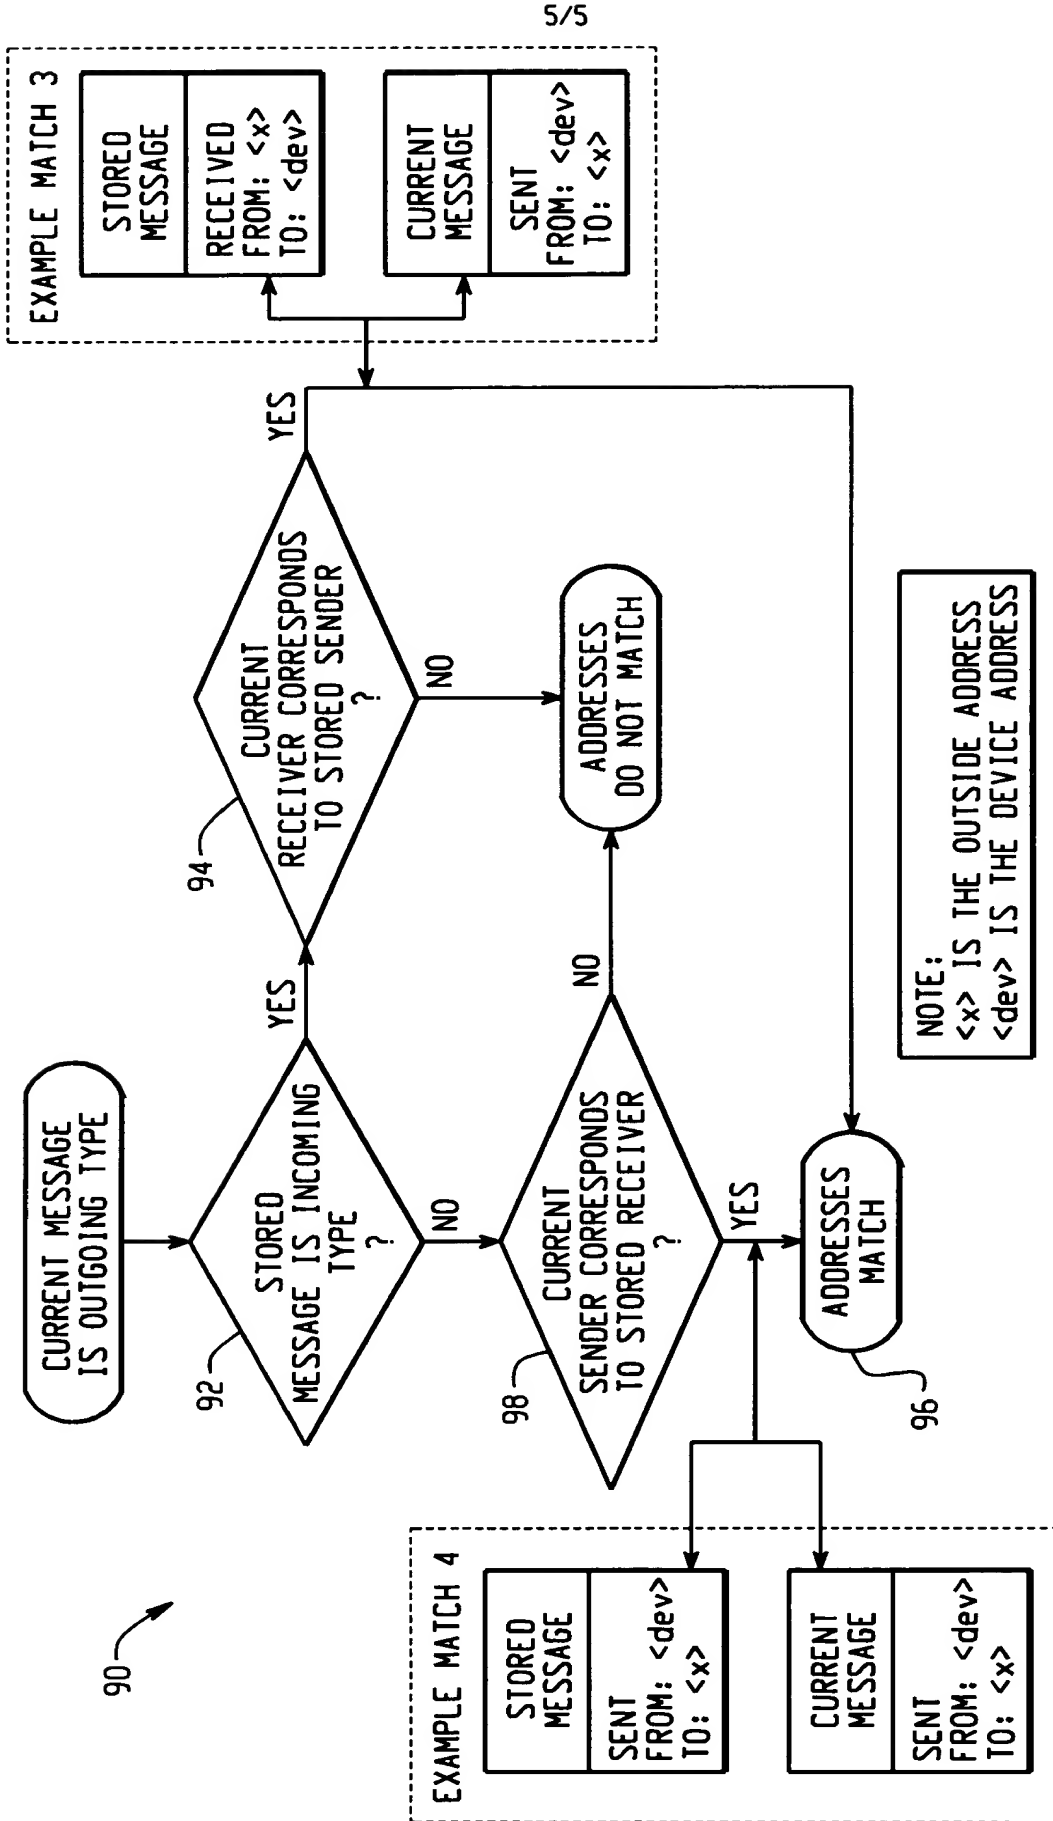 5/5
CURRENT MESSAGE
IS OUTGOING TYPE
90
92
STORED
MESSAGE IS INCOMING
TYPE
?
YES
NO
94
CURRENT
RECEIVER CORRESPONDS
TO STORED SENDER
?
YES
NO
EXAMPLE MATCH 3
STORED
MESSAGE
RECEIVED
FROM: <x>
TO: <dev>
CURRENT
MESSAGE
SENT
FROM: <dev>
TO: <x>
98
CURRENT
SENDER CORRESPONDS
TO STORED RECEIVER
?
NO
YES
ADDRESSES
DO NOT MATCH
EXAMPLE MATCH 4
STORED
MESSAGE
SENT
FROM: <dev>
TO: <x>
CURRENT
MESSAGE
SENT
FROM: <dev>
TO: <x>
ADDRESSES
MATCH
96
NOTE:
<x> IS THE OUTSIDE ADDRESS
<dev> IS THE DEVICE ADDRESS